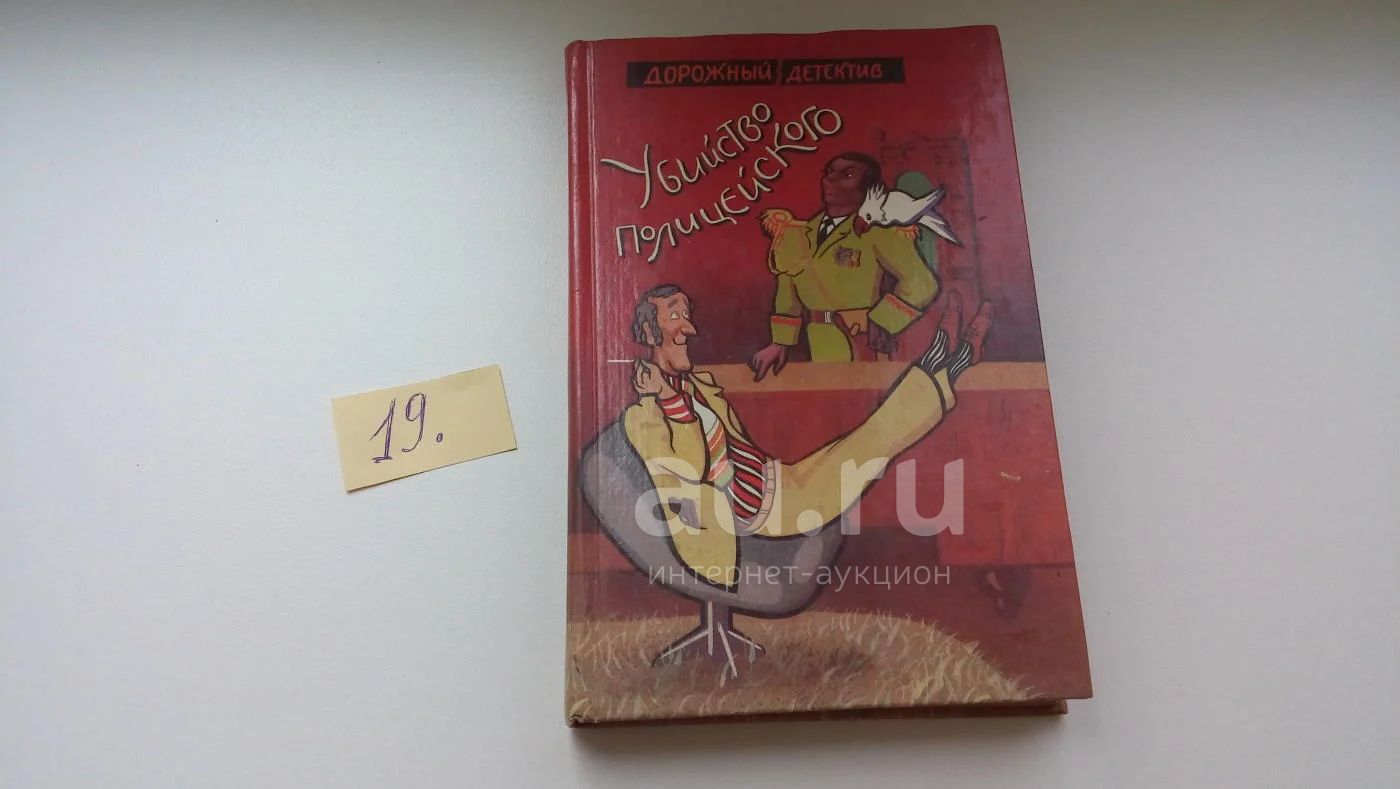 ДОРОЖНЫЙ ДЕТЕКТИВ
Убийство
полицейского
19.
au.ru
интернет-аукцион